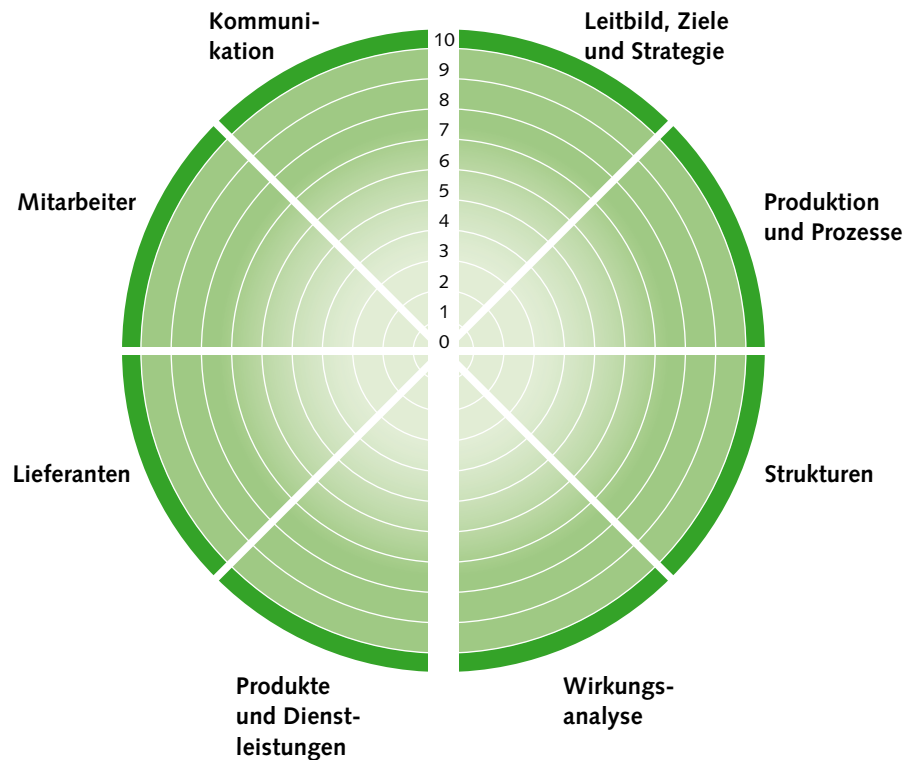 Kommuni-
kation
Leitbild, Ziele
und Strategie
10
9
8
7
6
5
4
3
2
1
0
Mitarbeiter
Produktion
und Prozesse
Lieferanten
Strukturen
Produkte
und Dienst-
leistungen
Wirkungs-
analyse